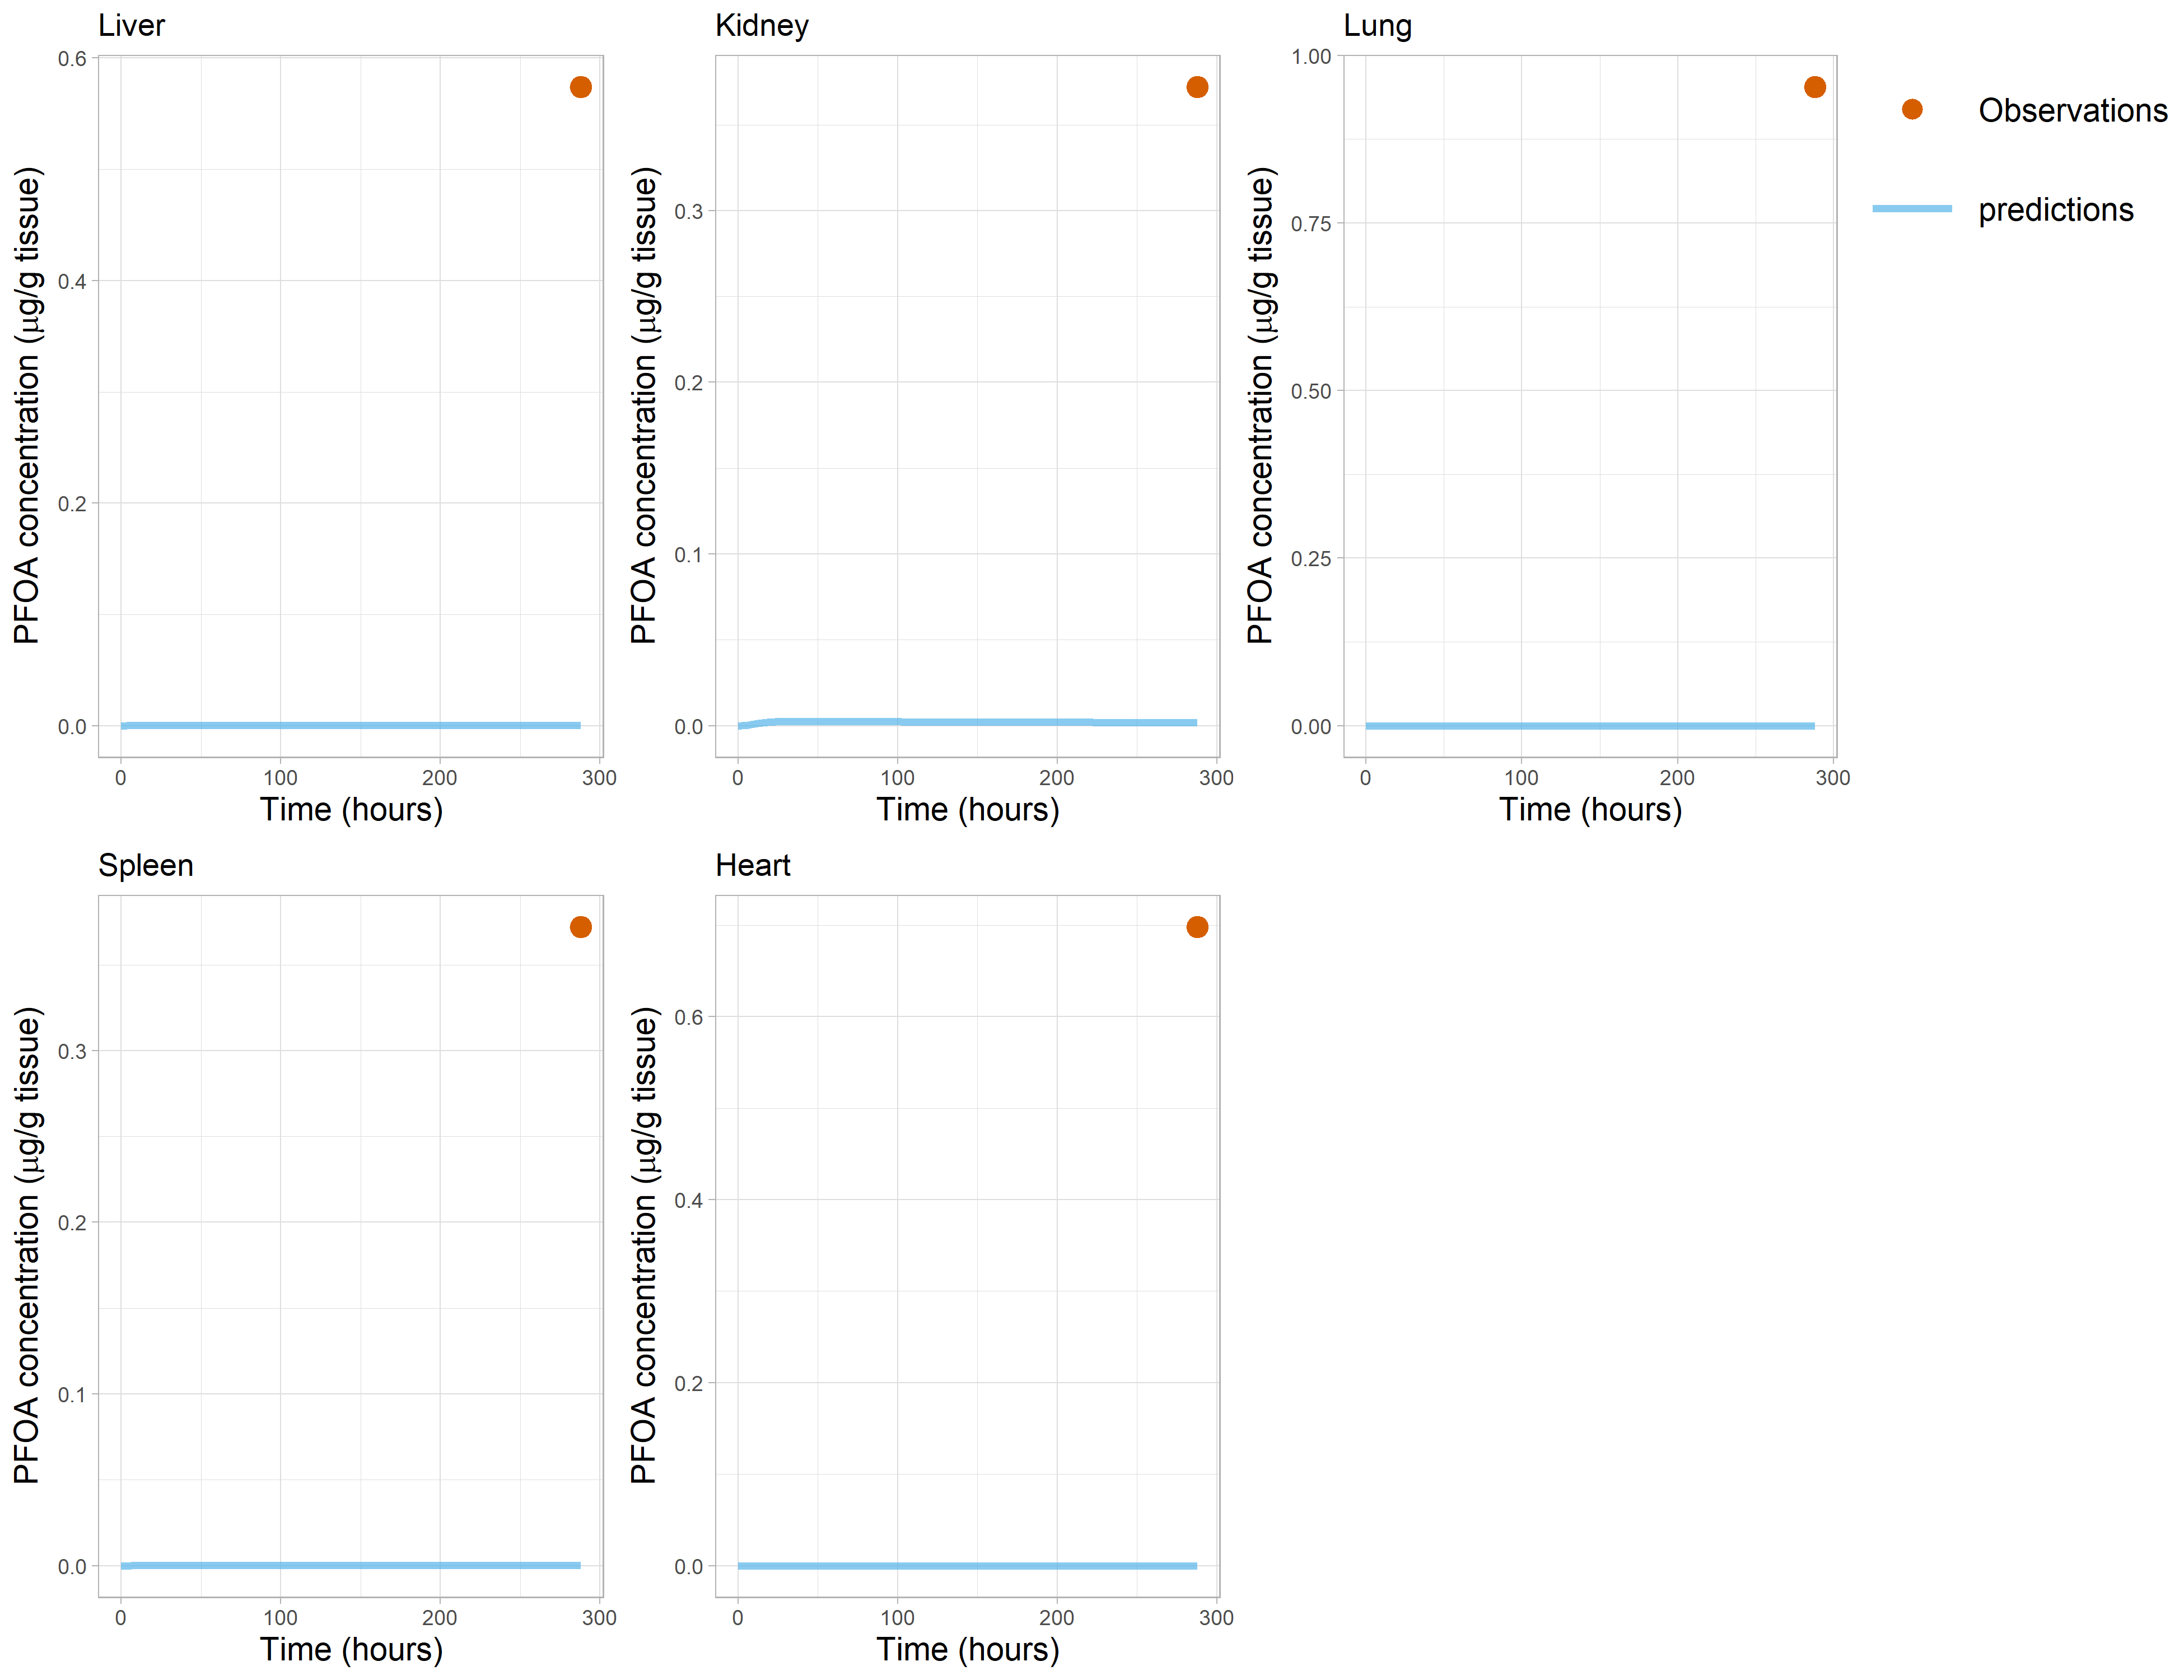 Liver
PFOA concentration (μg/g tissue)
0.6
0.4
0.2
0.0
0 100 200 300
Time (hours)
Kidney
PFOA concentration (μg/g tissue)
0.3
0.2
0.1
0.0
0 100 200 300
Time (hours)
Lung
PFOA concentration (μg/g tissue)
1.00
0.75
0.50
0.25
0.00
0 100 200 300
Time (hours)
Observations
predictions
Spleen
PFOA concentration (μg/g tissue)
0.3
0.2
0.1
0.0
0 100 200 300
Time (hours)
Heart
PFOA concentration (μg/g tissue)
0.6
0.4
0.2
0.0
0 100 200 300
Time (hours)